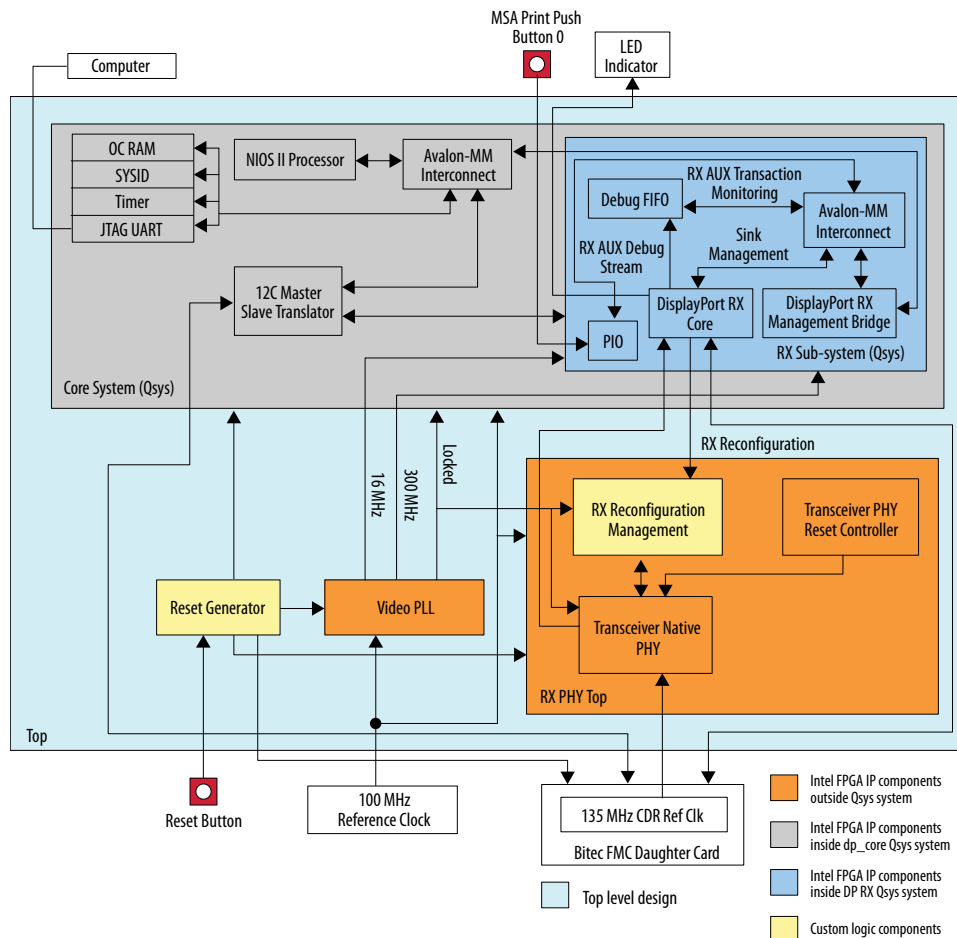 MSA Print Push
Button 0
LED
Indicator
Computer
OC RAM
SYSID
Timer
JTAG UART
NIOS II Processor
Avalon-MM
Interconnect
RX AUX Transaction
Monitoring
Debug FIFO
Avalon-MM
Interconnect
Sink
Management
RX AUX Debug
Stream
12C Master
Slave Translator
DisplayPort RX
Core
DisplayPort RX
Management Bridge
PIO
RX Sub-system (Qsys)
Core System (Qsys)
16 MHz
300 MHz
Locked
RX Reconfiguration
RX Reconfiguration
Management
Transceiver PHY
Reset Controller
Reset Generator
Video PLL
Transceiver Native
PHY
RX PHY Top
Top
Reset Button
100 MHz
Reference Clock
135 MHz CDR Ref Clk
Bitec FMC Daughter Card
Intel FPGA IP components
outside Qsys system
Intel FPGA IP components
inside dp_core Qsys system
Intel FPGA IP components
inside DP RX Qsys system
Top level design
Custom logic components